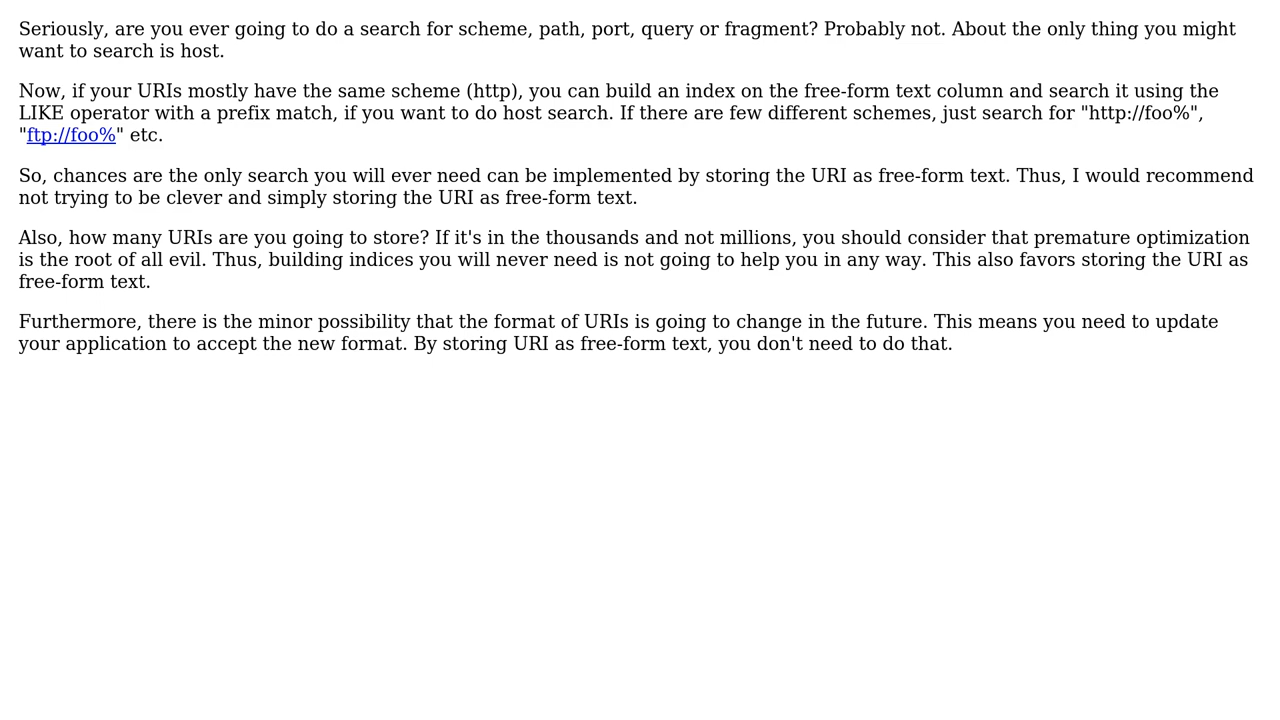 Seriously, are you ever going to do a search for scheme, path, port, query or fragment? Probably not. About the only thing you might
want to search is host.
Now, if your URIs mostly have the same scheme (http), you can build an index on the free-form text column and search it using the
LIKE operator with a prefix match, if you want to do host search. If there are few different schemes, just search for "http://foo%",
"ftp://foo%" etc.
So, chances are the only search you will ever need can be implemented by storing the URI as free-form text. Thus, I would recommend
not trying to be clever and simply storing the URI as free-form text.
Also, how many URIs are you going to store? If it's in the thousands and not millions, you should consider that premature optimization
is the root of all evil. Thus, building indices you will never need is not going to help you in any way. This also favors storing the URI as
free-form text.
Furthermore, there is the minor possibility that the format of URIs is going to change in the future. This means you need to update
your application to accept the new format. By storing URI as free-form text, you don't need to do that.